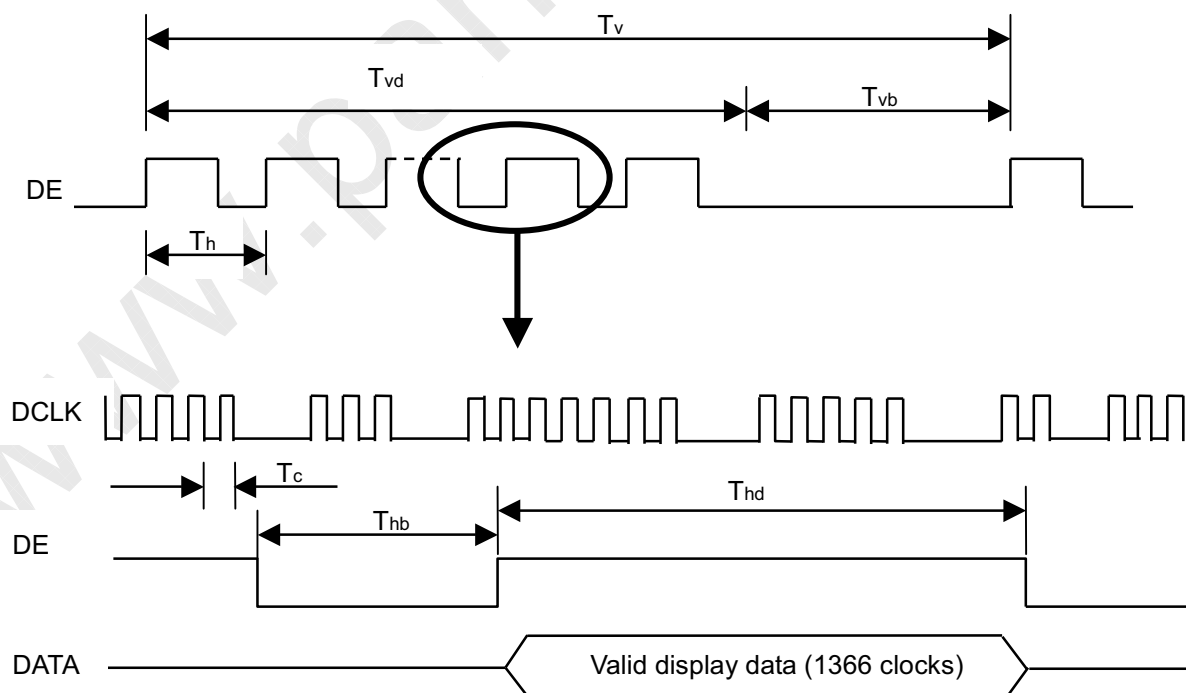 Tv
Tvd
Tvb
DE
Th
DCLK
Tc
Thb
Thd
DE
DATA
Valid display data (1366 clocks)